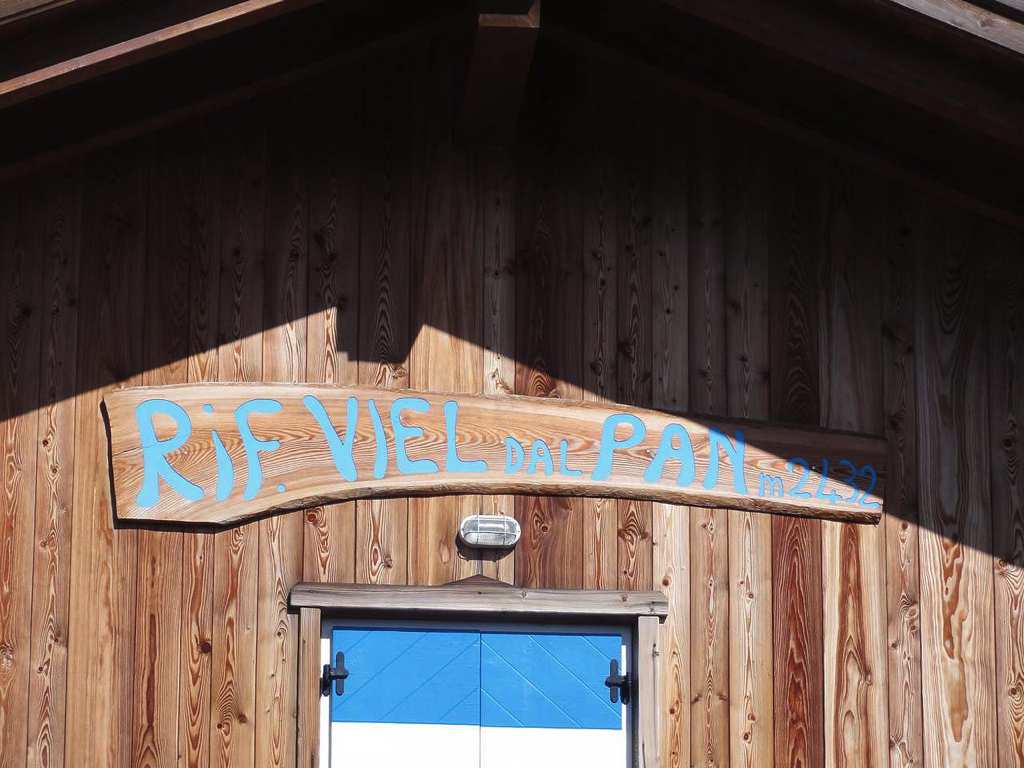 RiF. VIEL DAL PAN m 2432